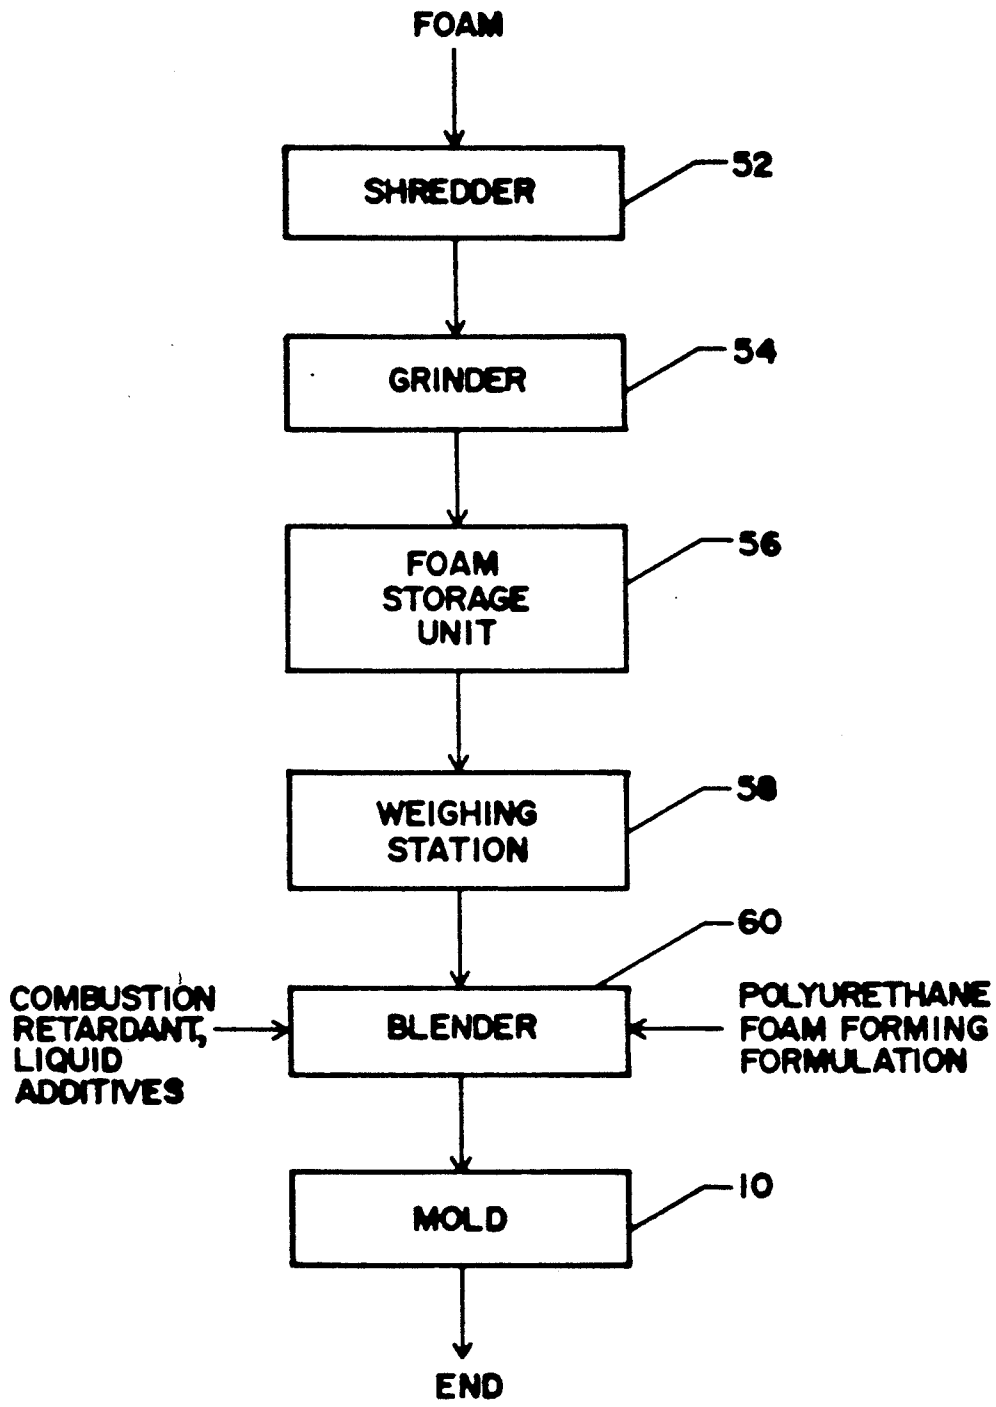 FOAM
SHREDDER
52
GRINDER
54
FOAM
STORAGE
UNIT
56
WEIGHING
STATION
58
60
COMBUSTION
RETARDANT,
LIQUID
ADDITIVES
BLENDER
POLYURETHANE
FOAM FORMING
FORMULATION
MOLD
10
END